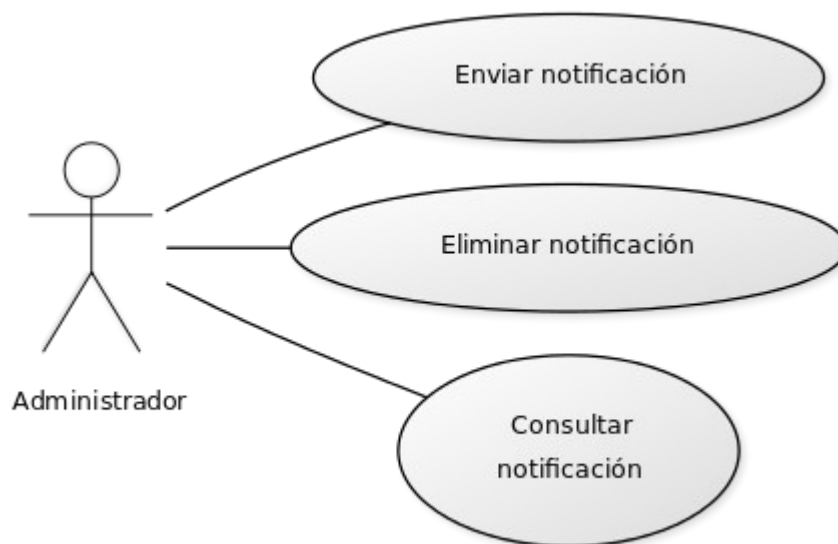 Enviar notificación
Eliminar notificación
Administrador
Consultar
notificación